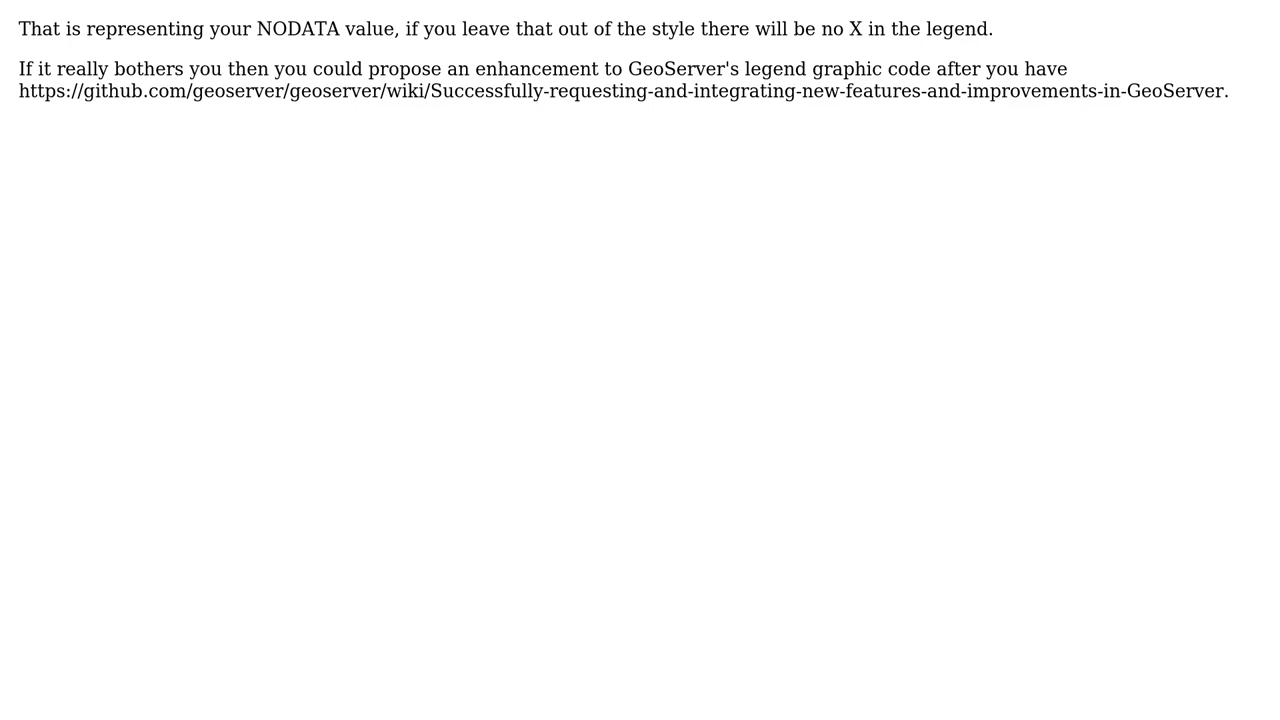 That is representing your NODATA value, if you leave that out of the style there will be no X in the legend.
If it really bothers you then you could propose an enhancement to GeoServer's legend graphic code after you have
https://github.com/geoserver/geoserver/wiki/Successfully-requesting-and-integrating-new-features-and-improvements-in-GeoServer.